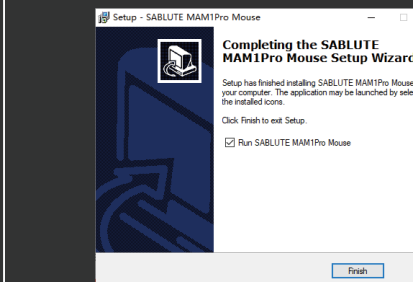 Setup - SABLUTE MAM1Pro Mouse
Completing the SABLUTE
MAM1Pro Mouse Setup Wizard
Setup has finished installing SABLUTE MAM1Pro Mouse
your computer. The application may be launched by sele
the installed icons.
Click Finish to exit Setup.
Run SABLUTE MAM1Pro Mouse
Finish